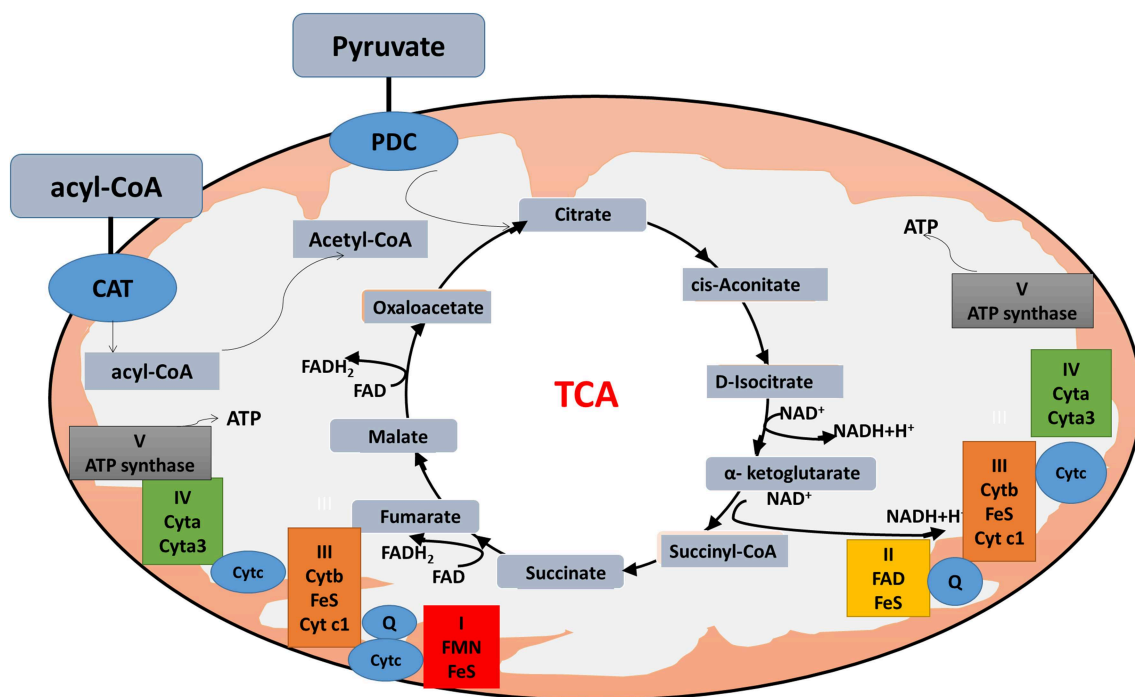 Pyruvate
PDC
acyl-CoA
CAT
acyl-CoA
Acetyl-CoA
Citrate
cis-Aconitate
D-Isocitrate
NAD⁺
NADH+H⁺
α- ketoglutarate
NAD⁺
NADH+H⁺
Succinyl-CoA
Succinate
FAD
FADH₂
Fumarate
Malate
FAD
FADH₂
Oxaloacetate
TCA
ATP
V
ATP synthase
IV
Cyta
Cyta3
Cytc
III
III
Cytb
FeS
Cyt c1
Q
Cytc
I
FMN
FeS
ATP
V
ATP synthase
IV
Cyta
Cyta3
III
III
Cytb
FeS
Cyt c1
Cytc
II
FAD
FeS
Q